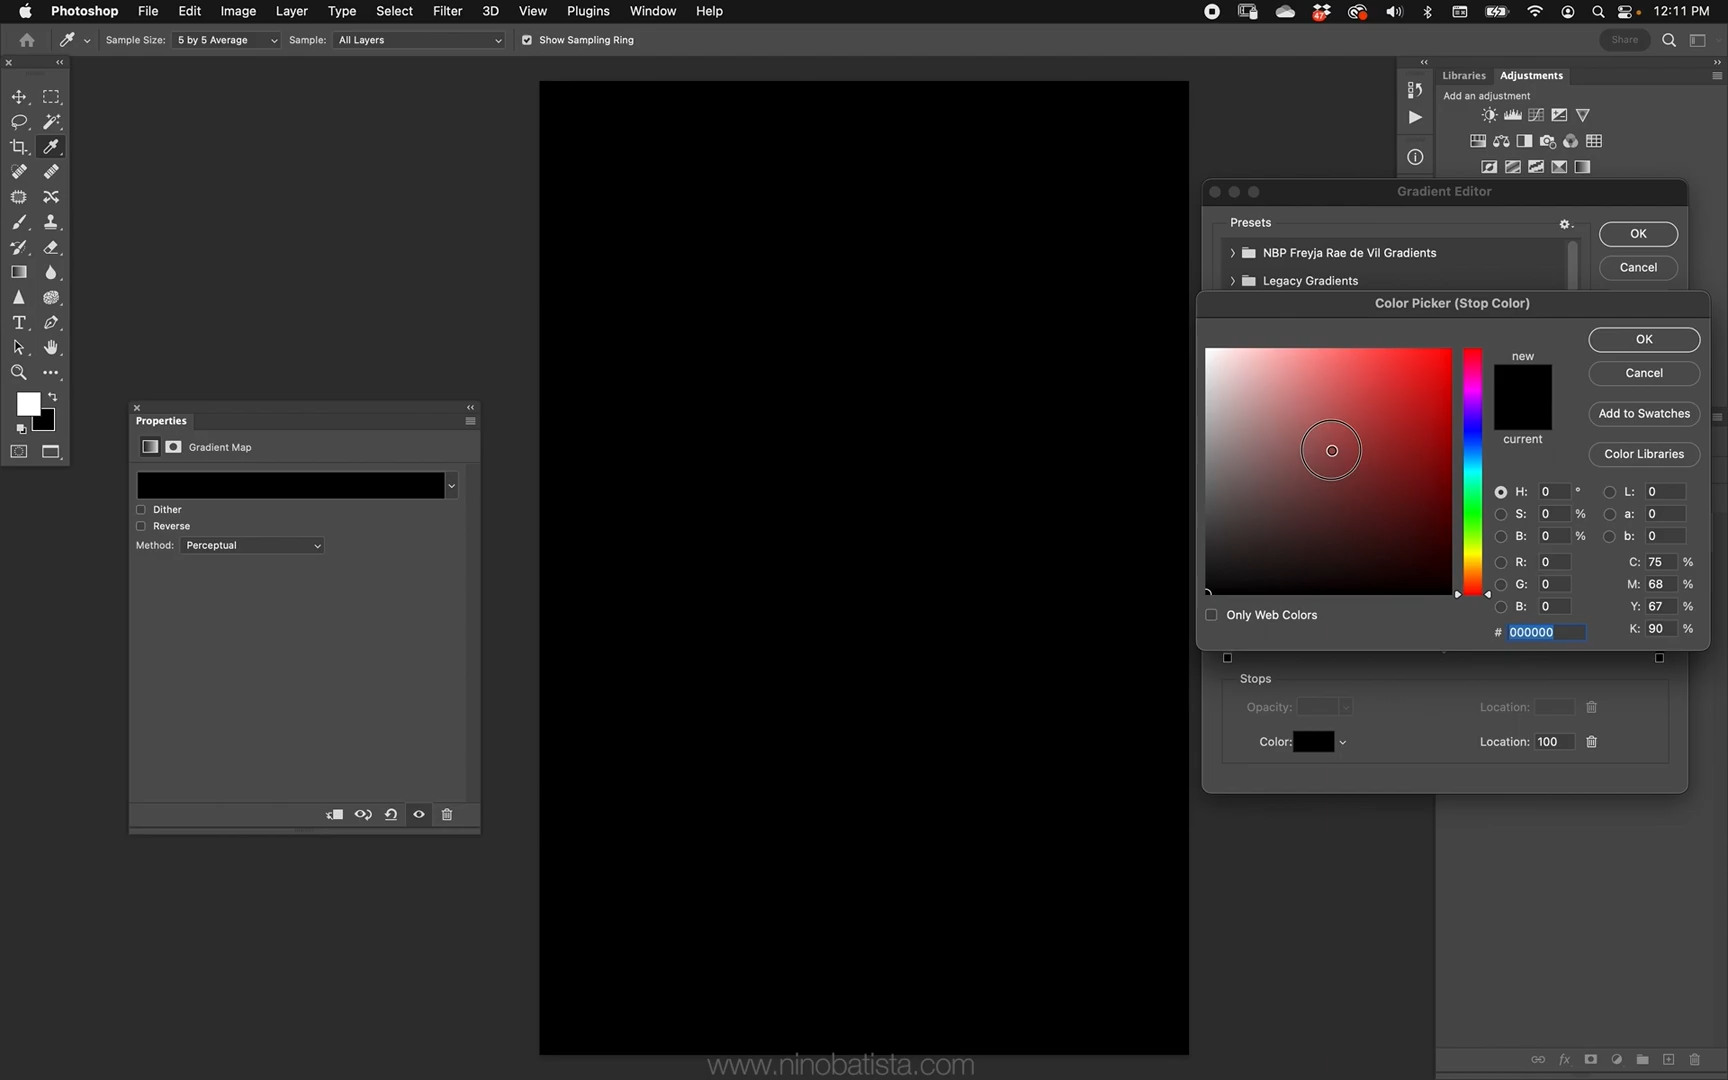 Photoshop File Edit Image Layer Type Select Filter 3D View Plugins Window Help 47 12:11 PM
Sample Size: 5 by 5 Average Sample: All Layers Show Sampling Ring Share
Libraries Adjustments
Add an adjustment
Gradient Editor
Presets
OK
NBP Freyja Rae de Vil Gradients
Cancel
Legacy Gradients
Color Picker (Stop Color)
OK
new
Cancel
Add to Swatches
current
Color Libraries
H: 0 ° L: 0
S: 0 % a: 0
B: 0 % b: 0
R: 0 C: 75 %
G: 0 M: 68 %
B: 0 Y: 67 %
Only Web Colors
# 000000 K: 90 %
Stops
Opacity: Location:
Color: Location: 100
Properties
Gradient Map
Dither
Reverse
Method: Perceptual
fx
www.ninobatista.com